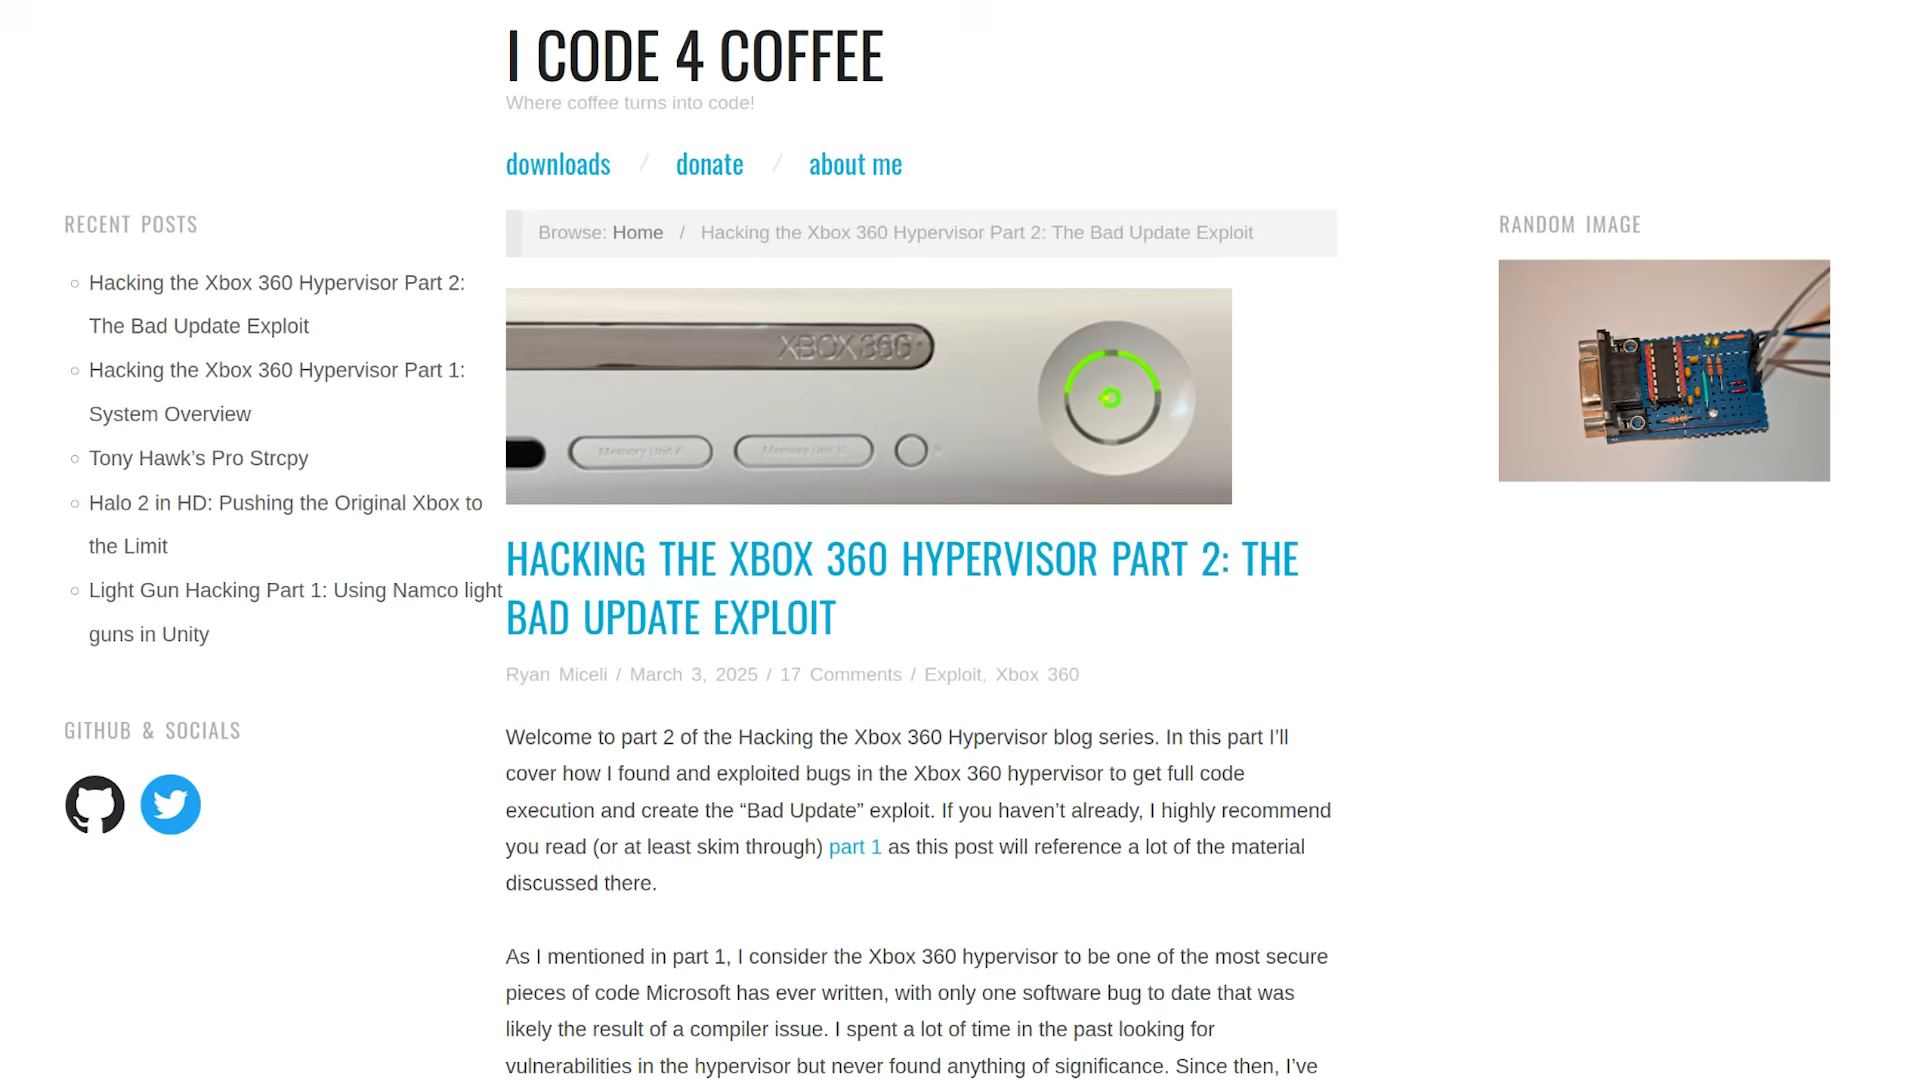 I CODE 4 COFFEE
Where coffee turns into code!
downloads / donate / about me
RECENT POSTS
Hacking the Xbox 360 Hypervisor Part 2:
The Bad Update Exploit
Hacking the Xbox 360 Hypervisor Part 1:
System Overview
Tony Hawk’s Pro Strcpy
Halo 2 in HD: Pushing the Original Xbox to
the Limit
Light Gun Hacking Part 1: Using Namco light
guns in Unity
GITHUB & SOCIALS
Browse: Home / Hacking the Xbox 360 Hypervisor Part 2: The Bad Update Exploit
XBOX 360
Memory Unit A
Memory Unit B
HACKING THE XBOX 360 HYPERVISOR PART 2: THE
BAD UPDATE EXPLOIT
Ryan Miceli / March 3, 2025 / 17 Comments / Exploit, Xbox 360
Welcome to part 2 of the Hacking the Xbox 360 Hypervisor blog series. In this part I’ll
cover how I found and exploited bugs in the Xbox 360 hypervisor to get full code
execution and create the “Bad Update” exploit. If you haven’t already, I highly recommend
you read (or at least skim through) part 1 as this post will reference a lot of the material
discussed there.
As I mentioned in part 1, I consider the Xbox 360 hypervisor to be one of the most secure
pieces of code Microsoft has ever written, with only one software bug to date that was
likely the result of a compiler issue. I spent a lot of time in the past looking for
vulnerabilities in the hypervisor but never found anything of significance. Since then, I’ve
RANDOM IMAGE